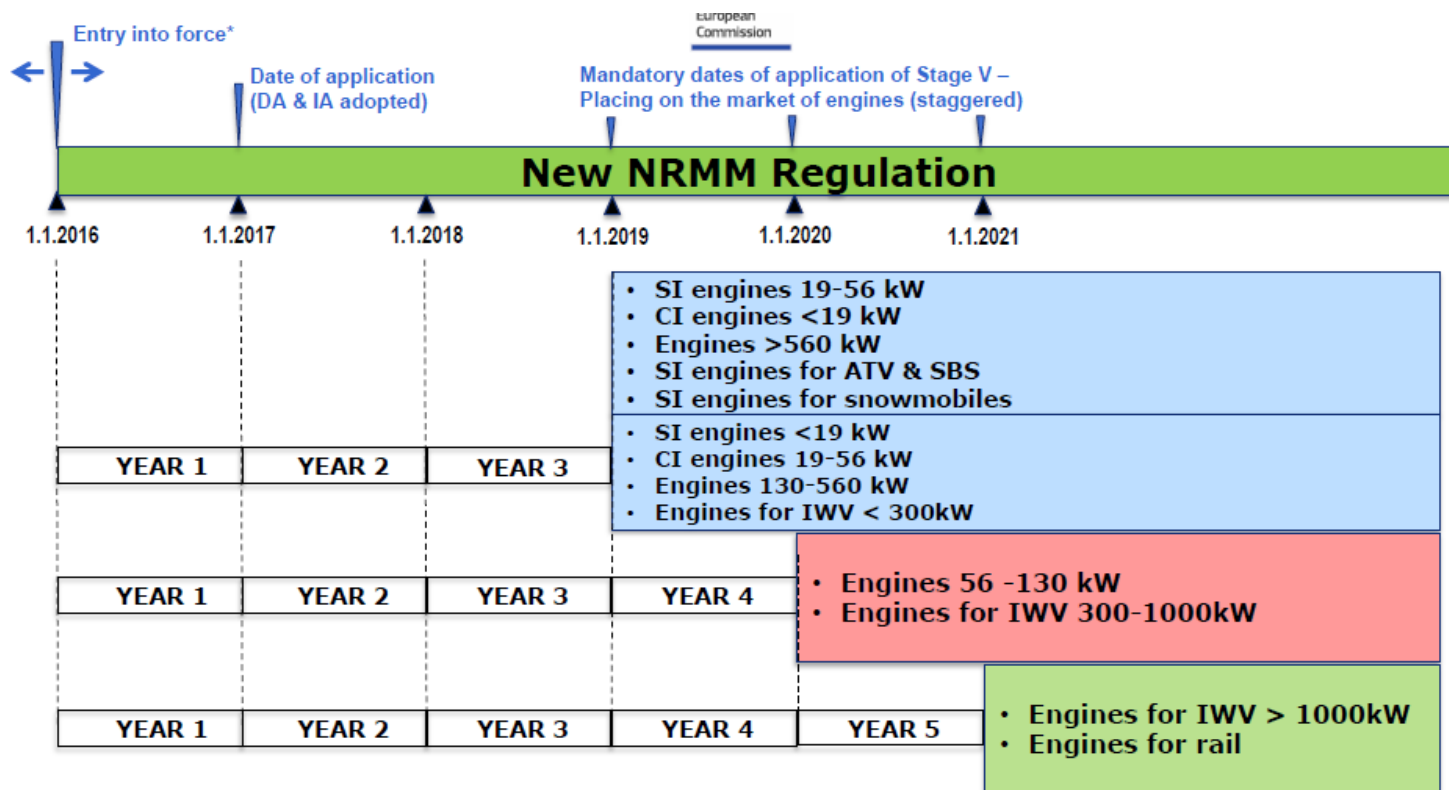 European
Commission
Entry into force*
Date of application
(DA & IA adopted)
Mandatory dates of application of Stage V –
Placing on the market of engines (staggered)
New NRMM Regulation
1.1.2016
1.1.2017
1.1.2018
1.1.2019
1.1.2020
1.1.2021
• SI engines 19-56 kW
• CI engines <19 kW
• Engines >560 kW
• SI engines for ATV & SBS
• SI engines for snowmobiles
• SI engines <19 kW
• CI engines 19-56 kW
• Engines 130-560 kW
• Engines for IWV < 300kW
YEAR 1 YEAR 2 YEAR 3
YEAR 1 YEAR 2 YEAR 3 YEAR 4
• Engines 56 -130 kW
• Engines for IWV 300-1000kW
YEAR 1 YEAR 2 YEAR 3 YEAR 4 YEAR 5
• Engines for IWV > 1000kW
• Engines for rail